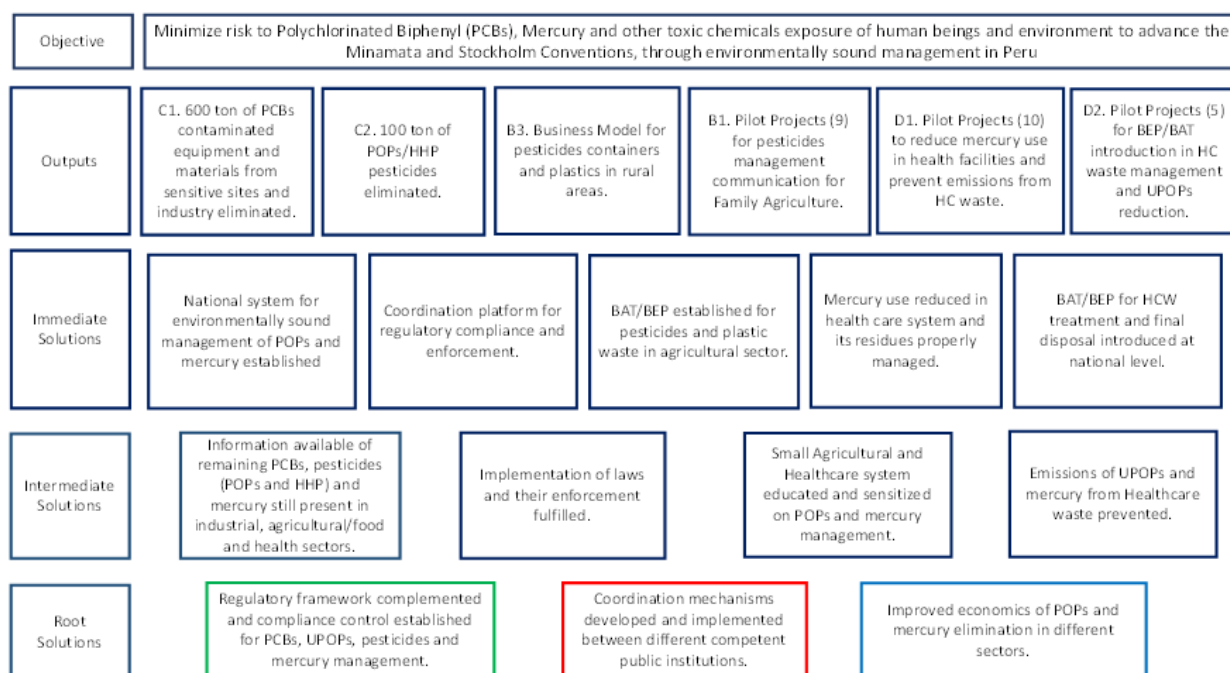 Objective
Minimize risk to Polychlorinated Biphenyl (PCBs), Mercury and other toxic chemicals exposure of human beings and environment to advance the
Minamata and Stockholm Conventions, through environmentally sound management in Peru
Outputs
C1. 600 ton of PCBs
contaminated
equipment and
materials from
sensitive sites and
industry eliminated.
C2. 100 ton of
POPs/HHP
pesticides
eliminated.
B3. Business Model for
pesticides containers
and plastics in rural
areas.
B1. Pilot Projects (9)
for pesticides
management
communication for
Family Agriculture.
D1. Pilot Projects (10)
to reduce mercury use
in health facilities and
prevent emissions from
HC waste.
D2. Pilot Projects (5)
for BEP/BAT
introduction in HC
waste management
and UPOPs
reduction.
Immediate
Solutions
National system for
environmentally sound
management of POPs and
mercury established
Coordination platform for
regulatory compliance and
enforcement.
BAT/BEP established for
pesticides and plastic
waste in agricultural
sector.
Mercury use reduced in
health care system and
its residues properly
managed.
BAT/BEP for HCW
treatment and final
disposal introduced at
national level.
Intermediate
Solutions
Information available of
remaining PCBs, pesticides
(POPs and HHP) and
mercury still present in
industrial, agricultural/food
and health sectors.
Implementation of laws
and their enforcement
fulfilled.
Small Agricultural and
Healthcare system
educated and sensitized
on POPs and mercury
management.
Emissions of UPOPs and
mercury from Healthcare
waste prevented.
Root
Solutions
Regulatory framework complemented
and compliance control established
for PCBs, UPOPs, pesticides and
mercury management.
Coordination mechanisms
developed and implemented
between different competent
public institutions.
Improved economics of POPs and
mercury elimination in different
sectors.